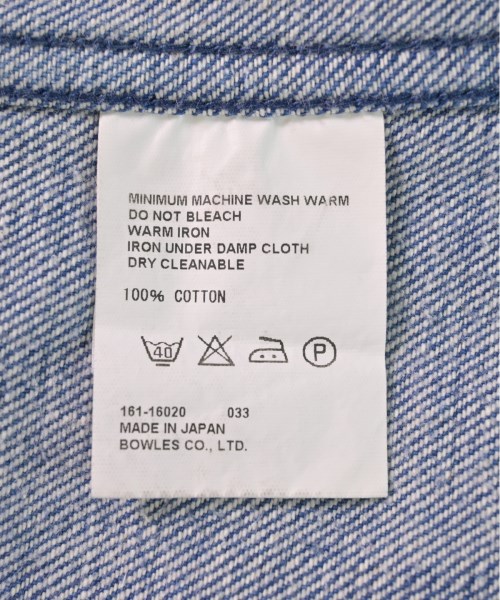 MINIMUM MACHINE WASH WARM
DO NOT BLEACH
WARM IRON
IRON UNDER DAMP CLOTH
DRY CLEANABLE
100% COTTON
40 P
161-16020 033
MADE IN JAPAN
BOWLES CO., LTD.